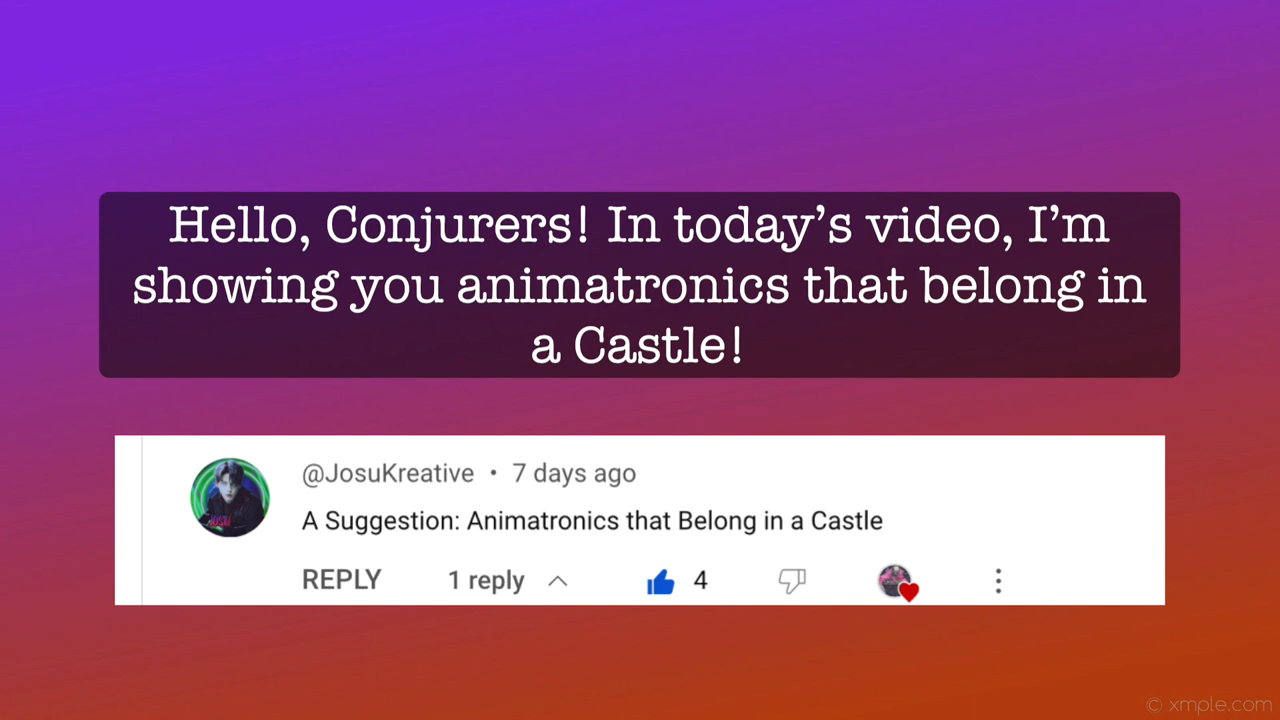 Hello, Conjurers! In today’s video, I’m
showing you animatronics that belong in
a Castle!
@JosuKreative • 7 days ago
A Suggestion: Animatronics that Belong in a Castle
REPLY 1 reply 4
© xmple.com